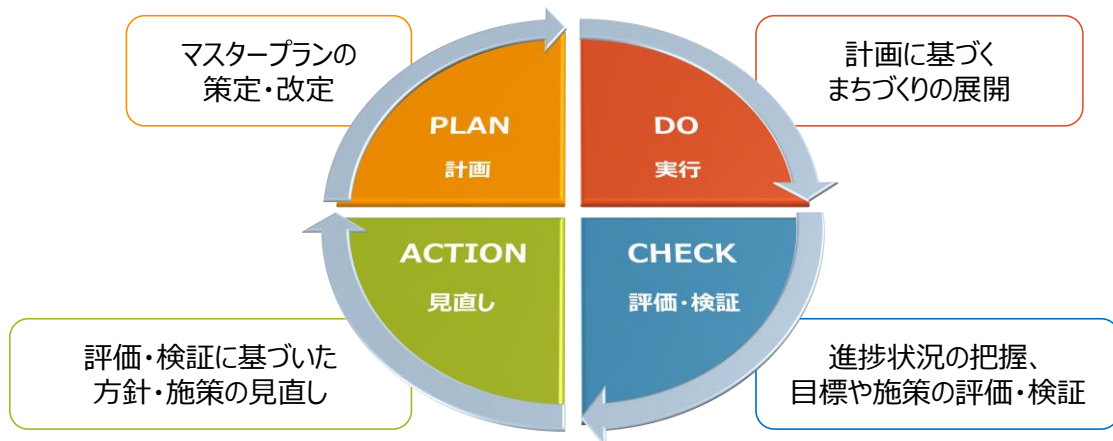 マスタープランの
策定・改定
計画に基づく
まちづくりの展開
PLAN
計画
DO
実行
ACTION
見直し
CHECK
評価・検証
評価・検証に基づいた
方針・施策の見直し
進捗状況の把握、
目標や施策の評価・検証